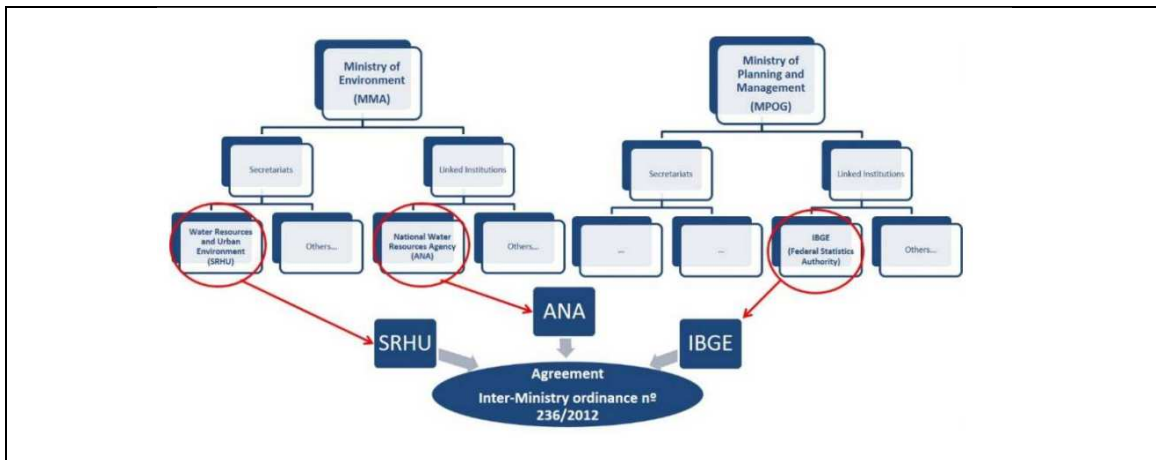 Ministry of
Environment
(MMA)
Ministry of
Planning and
Management
(MPOG)
Secretariats
Linked Institutions
Secretariats
Linked Institutions
Water Resources
and Urban
Environment
(SRHU)
Others...
National Water
Resources Agency
(ANA)
Others...
...
...
IBGE
(Federal Statistics
Authority)
Others...
SRHU
ANA
IBGE
Agreement
Inter-Ministry ordinance nº
236/2012